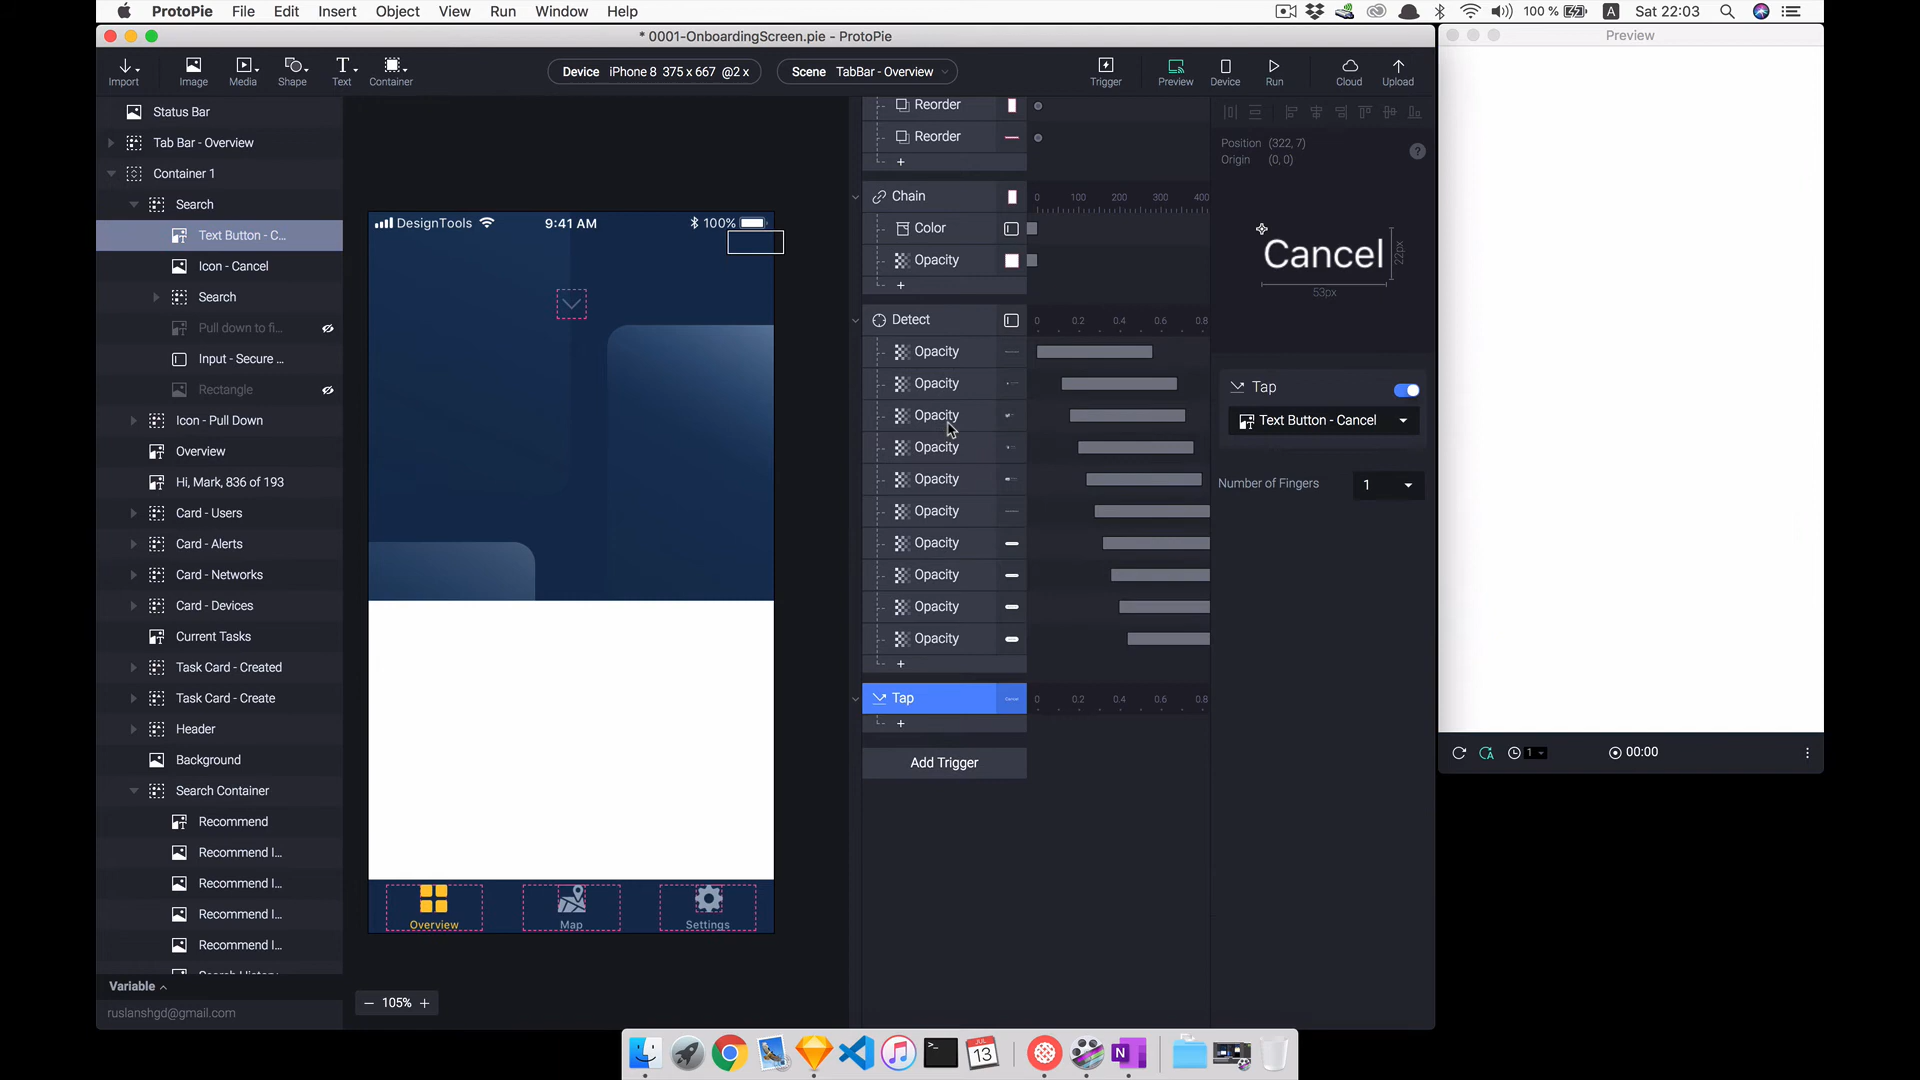 ProtoPie File Edit Insert Object View Run Window Help
100 % A Sat 22:03
* 0001-OnboardingScreen.pie - ProtoPie
Preview
Import Image Media Shape Text Container
Device iPhone 8 375 x 667 @2 x
Scene TabBar - Overview
Trigger Preview Device Run Cloud Upload
Status Bar
Tab Bar - Overview
Container 1
Search
Text Button - C...
Icon - Cancel
Search
Pull down to fi...
Input - Secure ...
Rectangle
Icon - Pull Down
Overview
Hi, Mark, 836 of 193
Card - Users
Card - Alerts
Card - Networks
Card - Devices
Current Tasks
Task Card - Created
Task Card - Create
Header
Background
Search Container
Recommend
Recommend I...
Recommend I...
Recommend I...
Recommend I...
Variable
ruslanshgd@gmail.com
DesignTools 9:41 AM 100%
Overview Map Settings
105%
Reorder
Reorder
+
Chain 0 100 200 300 400
Color
Opacity
+
Detect 0 0.2 0.4 0.6 0.8
Opacity
Opacity
Opacity
Opacity
Opacity
Opacity
Opacity
Opacity
Opacity
Opacity
+
Tap 0 0.2 0.4 0.6 0.8
+
Add Trigger
Position (322, 7)
Origin (0, 0)
?
Cancel
22px
53px
Tap
Text Button - Cancel
Number of Fingers 1
1 00:00
JUL
13